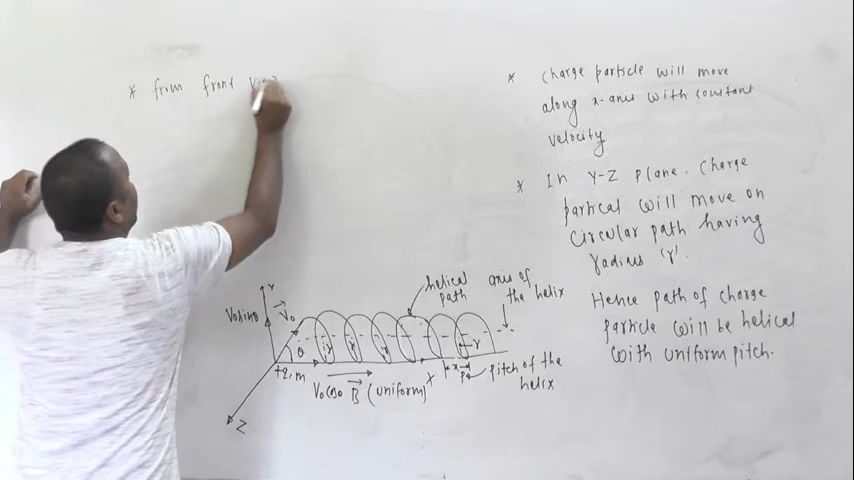 * from front view
* charge particle will move
along x-axis with constant
velocity
* In Y-Z plane. charge
partical will move on
circular path having
radius 'r'.
Hence path of charge
particle will be helical
with uniform pitch.
helical
path
axis of
the helix
Y
V₀sinθ
V₀
θ
r
r
r
r
+q,m
V₀cosθ
B (uniform)
X
pitch of the
helix
Z